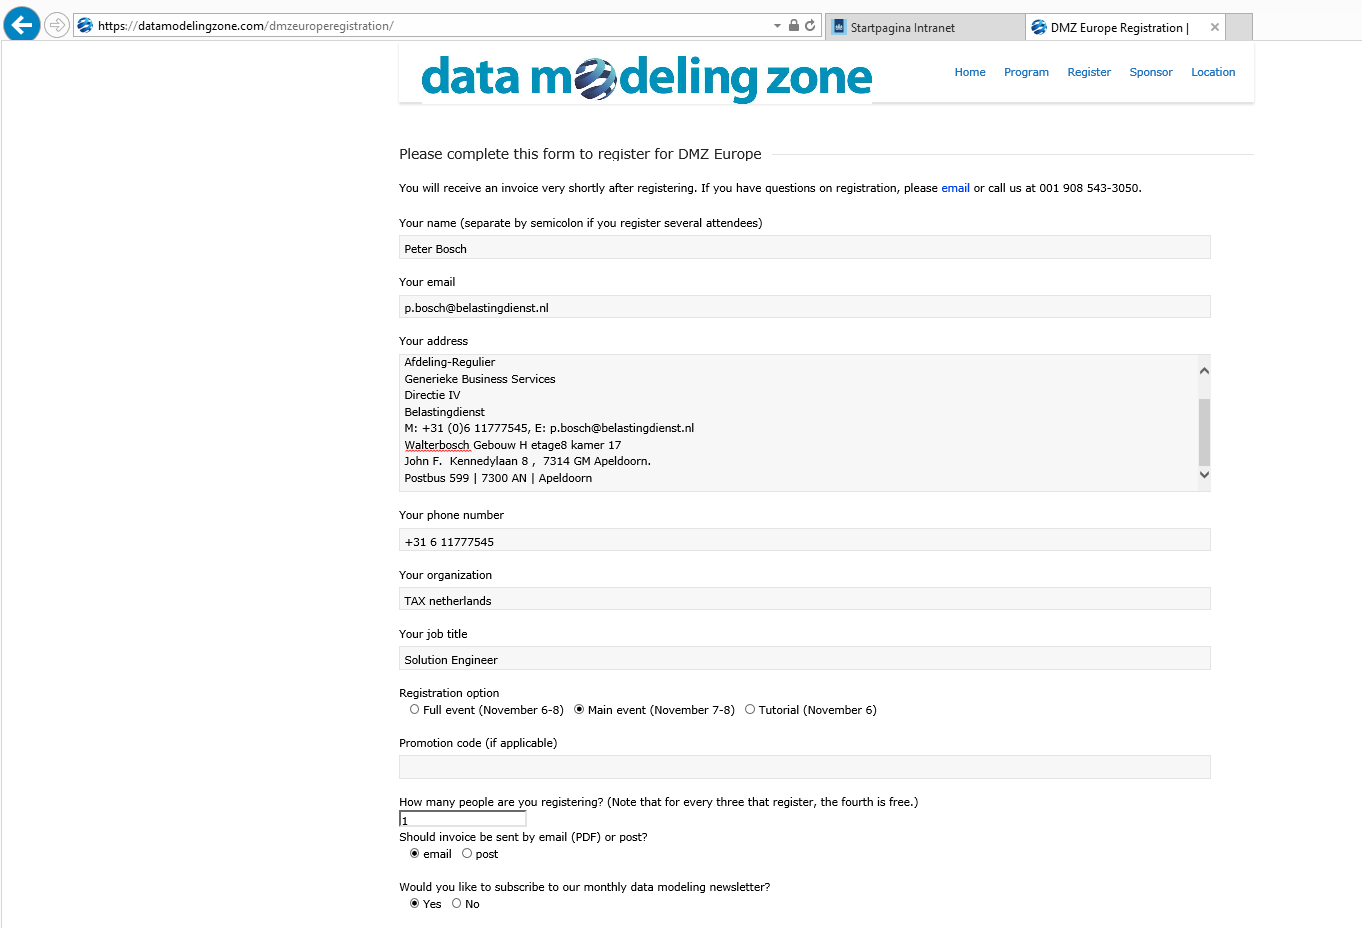 https://datamodelingzone.com/dmzeuroperegistration/
Startpagina Intranet
DMZ Europe Registration |
data modeling zone
Home Program Register Sponsor Location
Please complete this form to register for DMZ Europe
You will receive an invoice very shortly after registering. If you have questions on registration, please email or call us at 001 908 543-3050.
Your name (separate by semicolon if you register several attendees)
Peter Bosch
Your email
p.bosch@belastingdienst.nl
Your address
Afdeling-Regulier
Generieke Business Services
Directie IV
Belastingdienst
M: +31 (0)6 11777545, E: p.bosch@belastingdienst.nl
Walterbosch Gebouw H etage8 kamer 17
John F.  Kennedylaan 8 ,  7314 GM Apeldoorn.
Postbus 599 | 7300 AN | Apeldoorn
Your phone number
+31 6 11777545
Your organization
TAX netherlands
Your job title
Solution Engineer
Registration option
Full event (November 6-8) Main event (November 7-8) Tutorial (November 6)
Promotion code (if applicable)
How many people are you registering? (Note that for every three that register, the fourth is free.)
1
Should invoice be sent by email (PDF) or post?
email post
Would you like to subscribe to our monthly data modeling newsletter?
Yes No